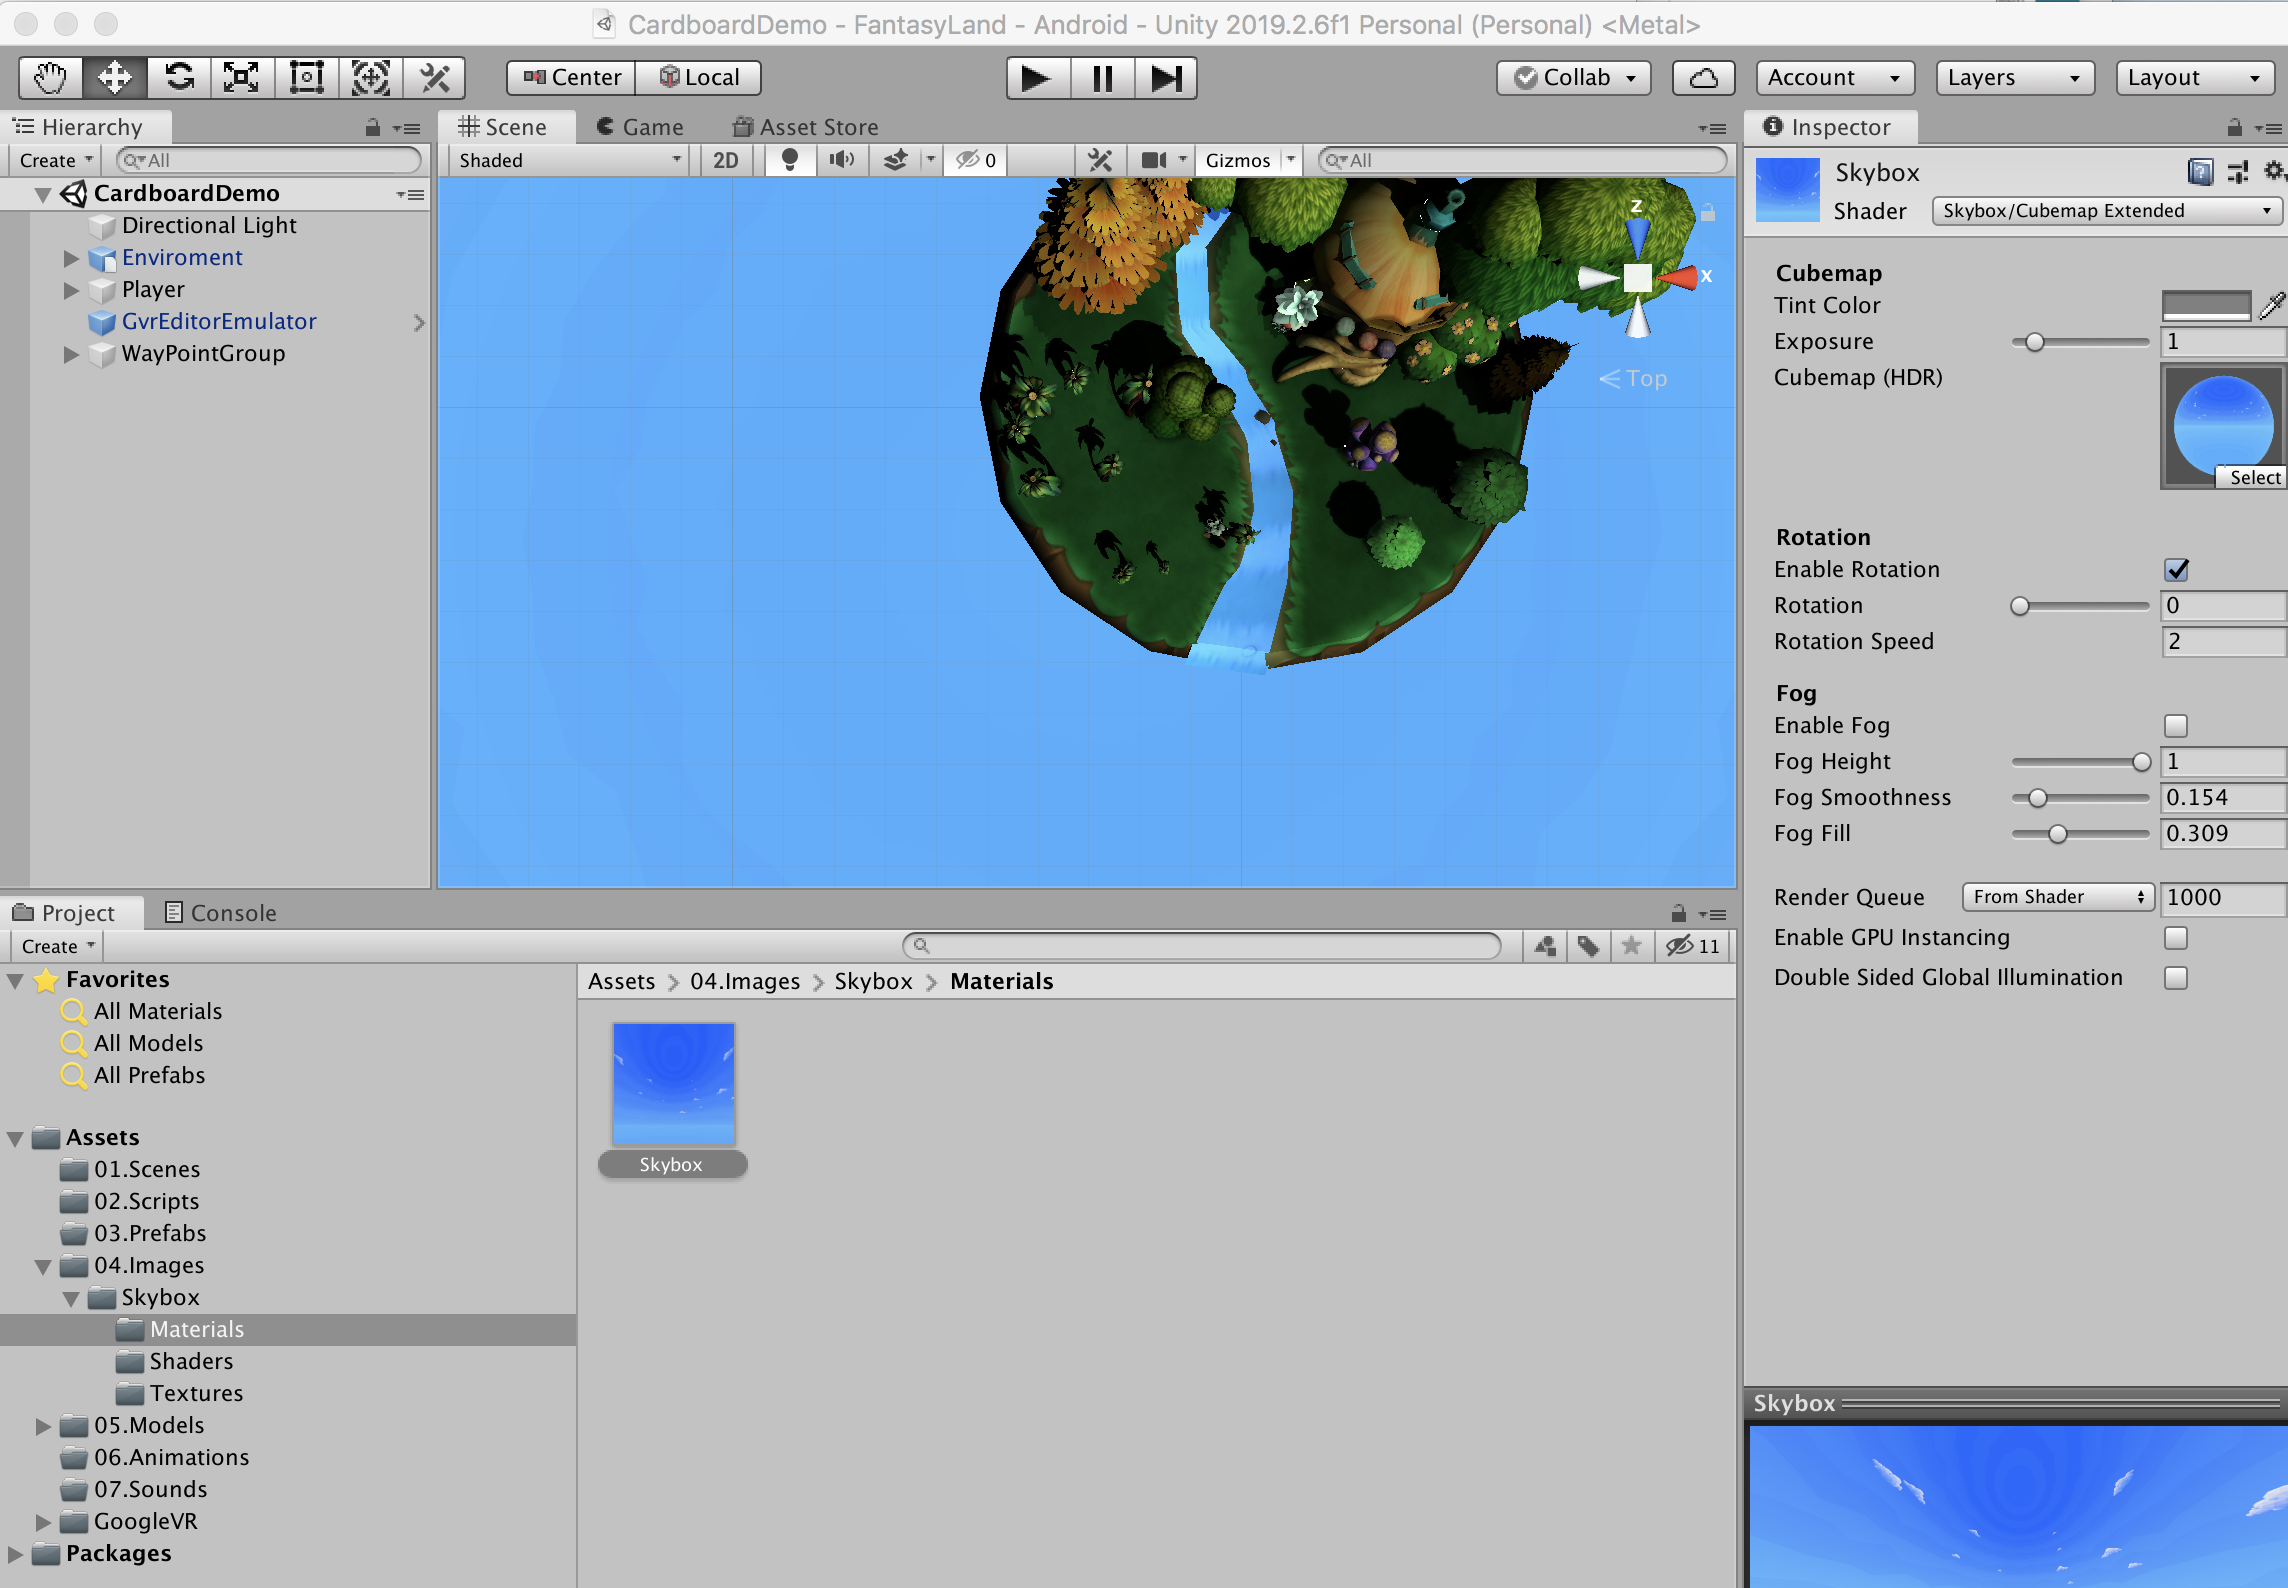 CardboardDemo - FantasyLand - Android - Unity 2019.2.6f1 Personal (Personal) <Metal>
Center Local Collab Account Layers Layout
Hierarchy
Create All
CardboardDemo
Directional Light
Enviroment
Player
GvrEditorEmulator
WayPointGroup
Scene Game Asset Store
Shaded 2D 0 Gizmos All
z
x
Top
Inspector
Skybox
Shader Skybox/Cubemap Extended
Cubemap
Tint Color
Exposure 1
Cubemap (HDR)
Select
Rotation
Enable Rotation
Rotation 0
Rotation Speed 2
Fog
Enable Fog
Fog Height 1
Fog Smoothness 0.154
Fog Fill 0.309
Render Queue From Shader 1000
Enable GPU Instancing
Double Sided Global Illumination
Project Console
Create 11
Favorites
All Materials
All Models
All Prefabs
Assets
01.Scenes
02.Scripts
03.Prefabs
04.Images
Skybox
Materials
Shaders
Textures
05.Models
06.Animations
07.Sounds
GoogleVR
Packages
Assets > 04.Images > Skybox > Materials
Skybox
Skybox